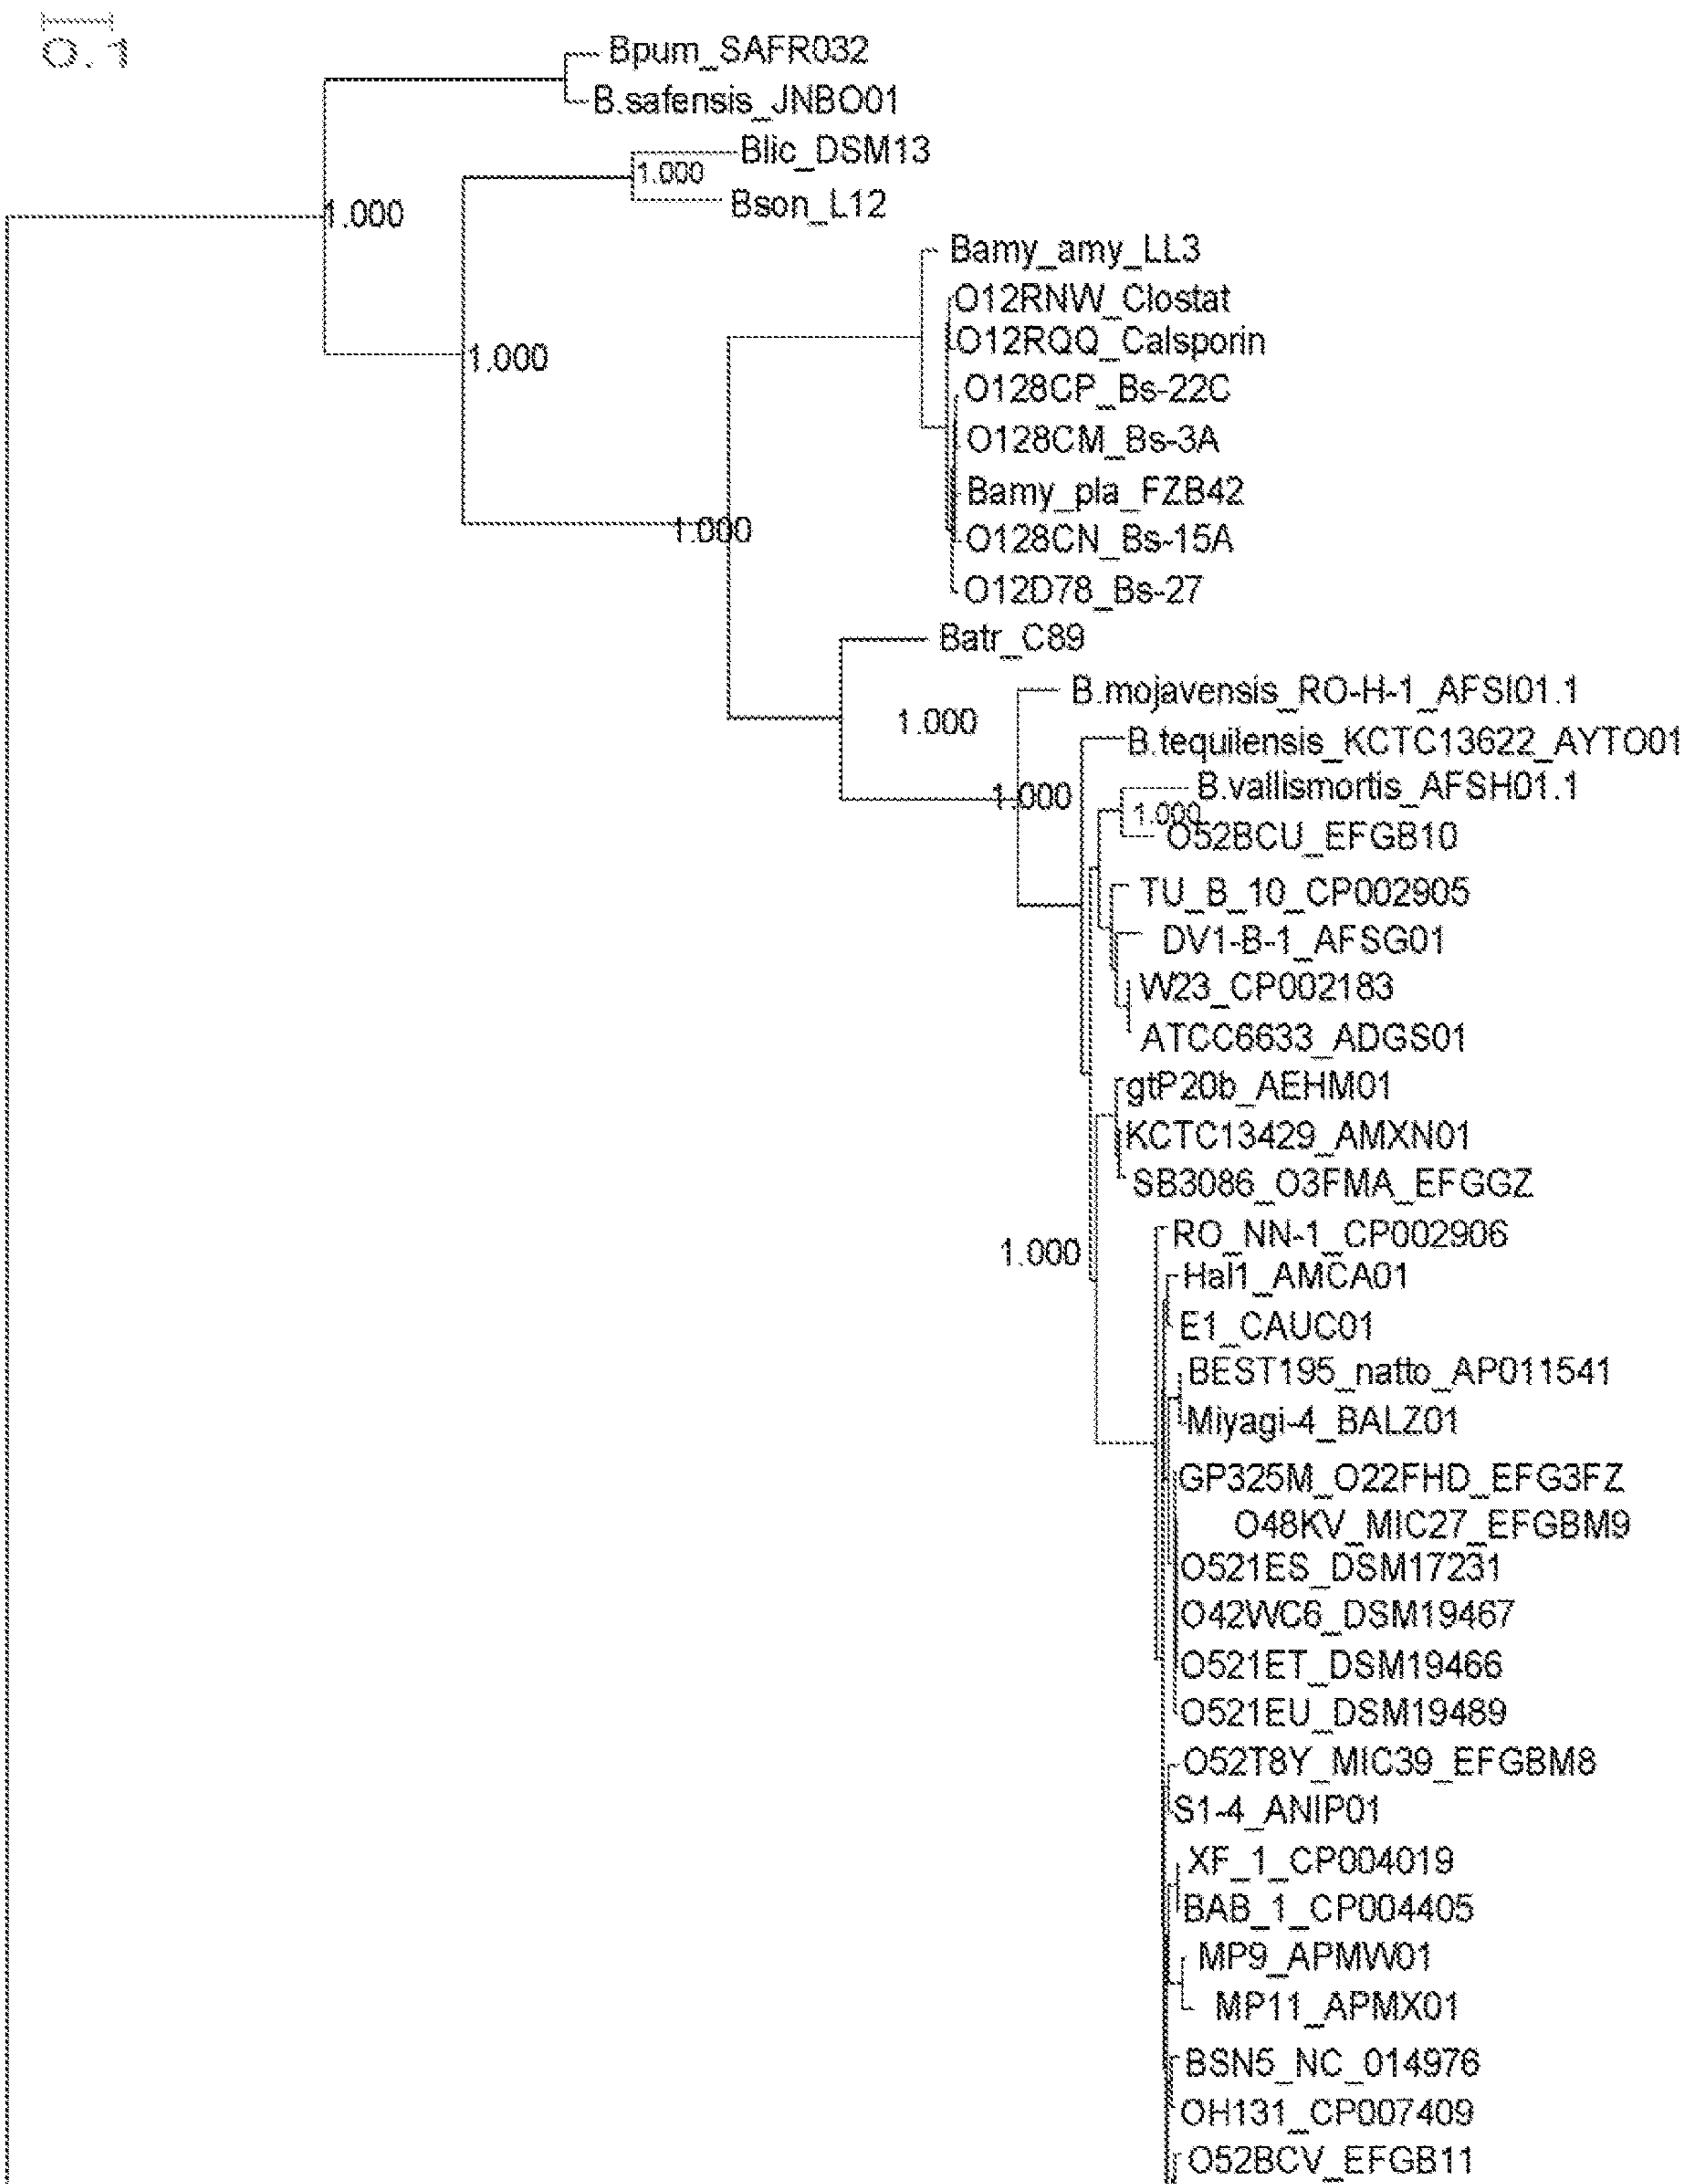 0.1
Bpum_SAFR032
B.safensis_JNBO01
Blic_DSM13
1.000
Bson_L12
1.000
Bamy_amy_LL3
O12RNW_Clostat
O12RQQ_Calsporin
1.000
O128CP_Bs-22C
O128CM_Bs-3A
Bamy_pla_FZB42
O128CN_Bs-15A
1.000
O12D78_Bs-27
Batr_C89
B.mojavensis_RO-H-1_AFSI01.1
1.000
B.tequilensis_KCTC13622_AYTO01
B.vallismortis_AFSH01.1
1.000
1.000
O52BCU_EFGB10
TU_B_10_CP002905
DV1-B-1_AFSG01
W23_CP002183
ATCC6633_ADGS01
gtP20b_AEHM01
KCTC13429_AMXN01
SB3086_O3FMA_EFGGZ
RO_NN-1_CP002906
1.000
Hal1_AMCA01
E1_CAUC01
BEST195_natto_AP011541
Miyagi-4_BALZ01
GP325M_O22FHD_EFG3FZ
O48KV_MIC27_EFGBM9
O521ES_DSM17231
O42WC6_DSM19467
O521ET_DSM19466
O521EU_DSM19489
O52T8Y_MIC39_EFGBM8
S1-4_ANIP01
XF_1_CP004019
BAB_1_CP004405
MP9_APMW01
MP11_APMX01
BSN5_NC_014976
OH131_CP007409
O52BCV_EFGB11